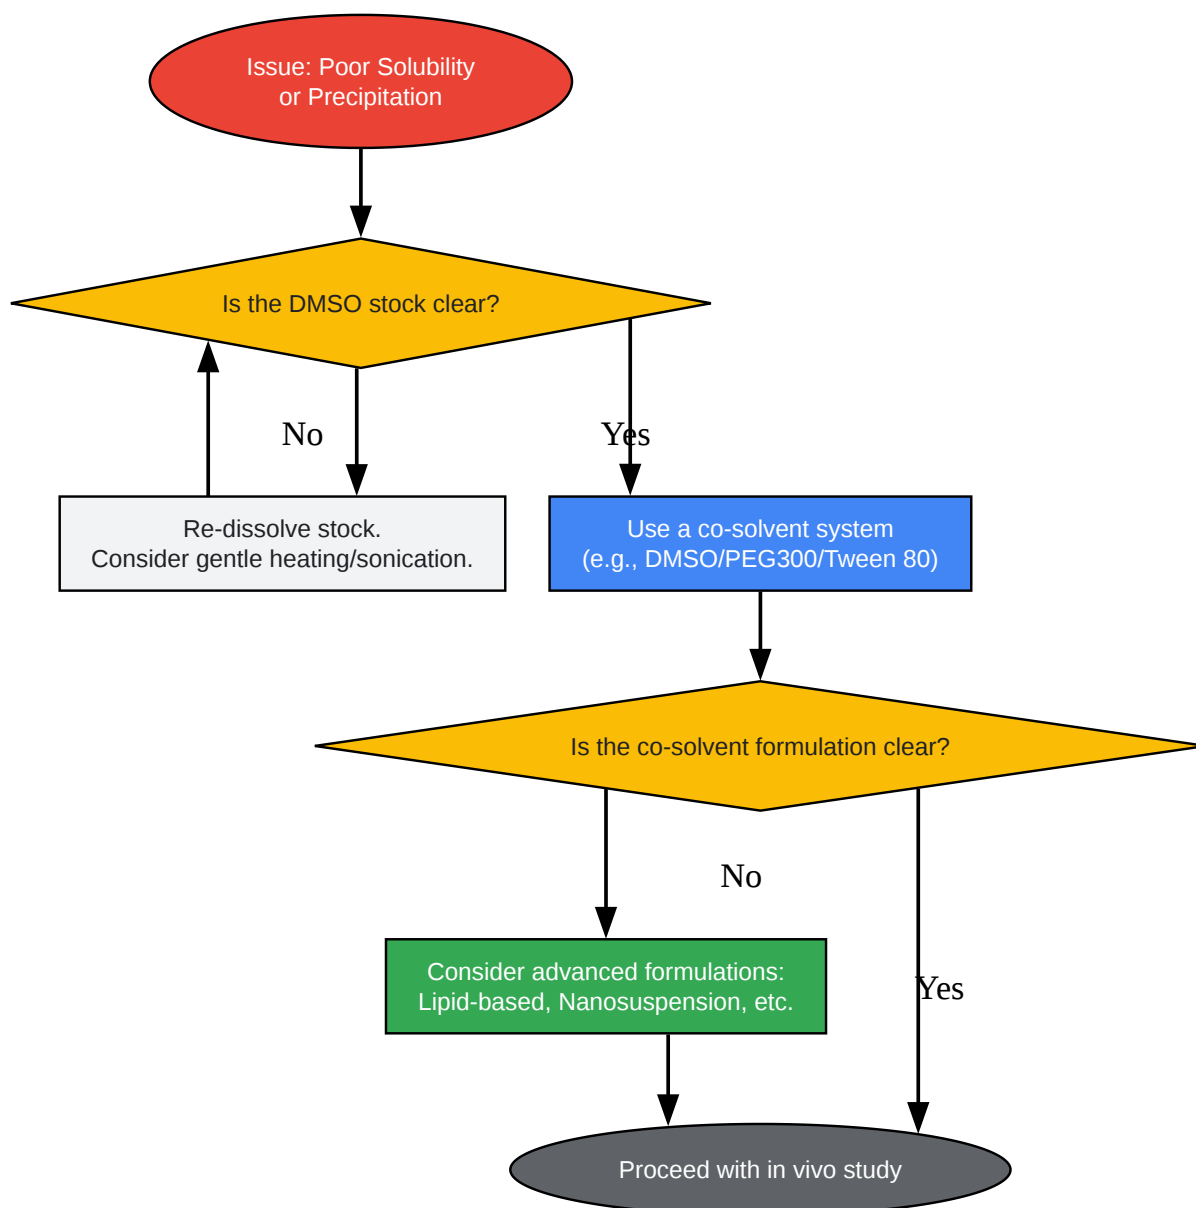 Issue: Poor Solubility
or Precipitation
Is the DMSO stock clear?
No
Yes
Re-dissolve stock.
Consider gentle heating/sonication.
Use a co-solvent system
(e.g., DMSO/PEG300/Tween 80)
Is the co-solvent formulation clear?
No
Consider advanced formulations:
Lipid-based, Nanosuspension, etc.
Yes
Proceed with in vivo study